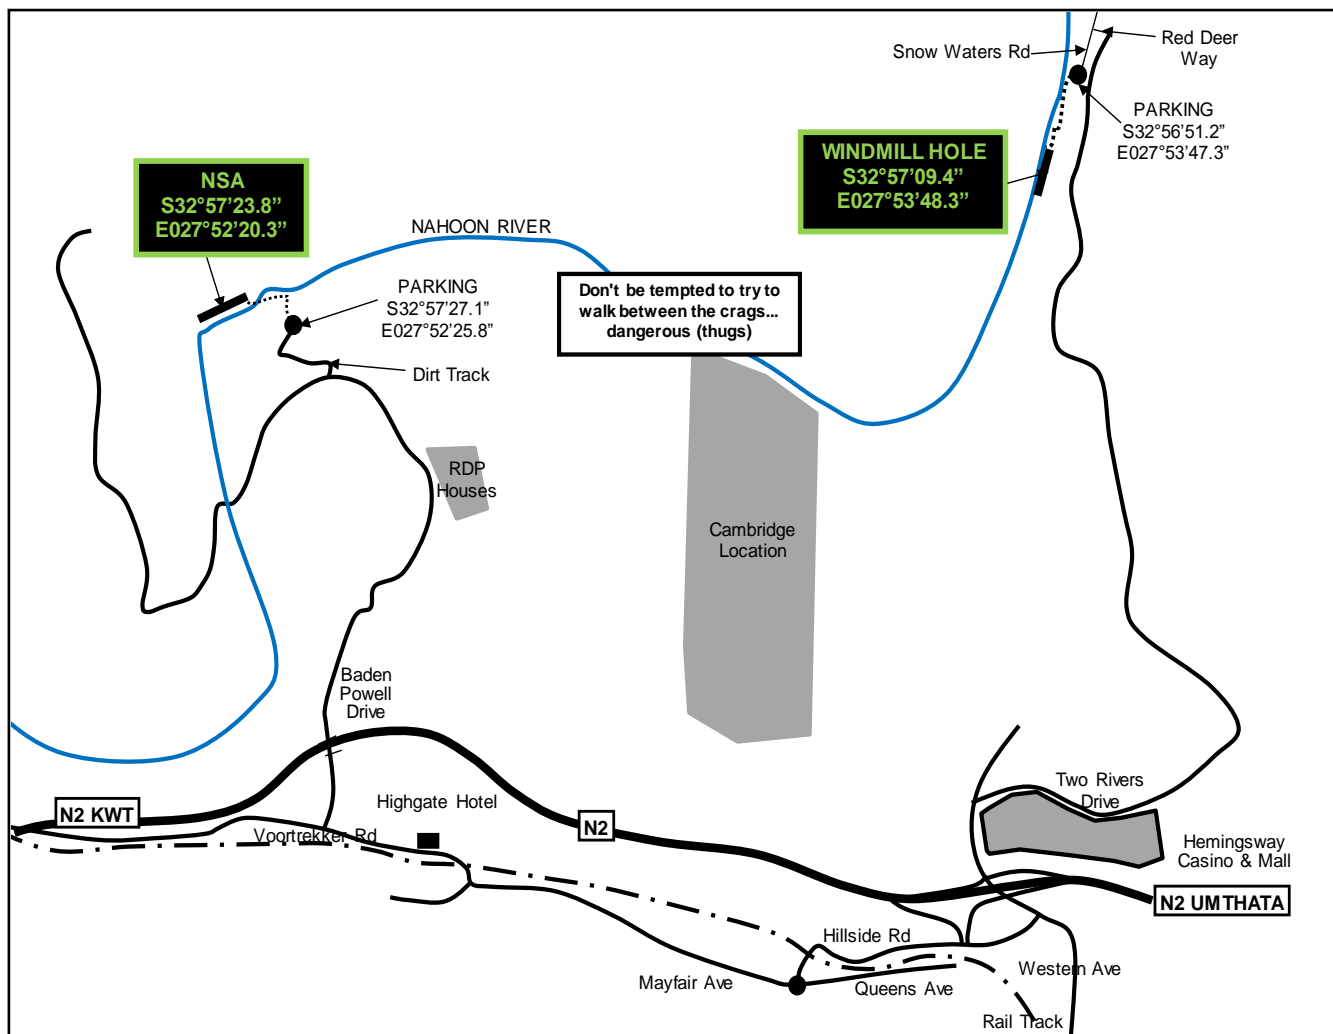 Snow Waters Rd
Red Deer
Way
PARKING
S32°56’51.2”
E027°53’47.3”
WINDMILL HOLE
S32°57’09.4”
E027°53’48.3”
NSA
S32°57’23.8”
E027°52’20.3”
NAHOON RIVER
PARKING
S32°57’27.1”
E027°52’25.8”
Don't be tempted to try to
walk between the crags...
dangerous (thugs)
Dirt Track
RDP
Houses
Cambridge
Location
Baden
Powell
Drive
Two Rivers
Drive
N2 KWT
Highgate Hotel
N2
Voortrekker Rd
Hemingsway
Casino & Mall
N2 UMTHATA
Hillside Rd
Mayfair Ave
Queens Ave
Western Ave
Rail Track